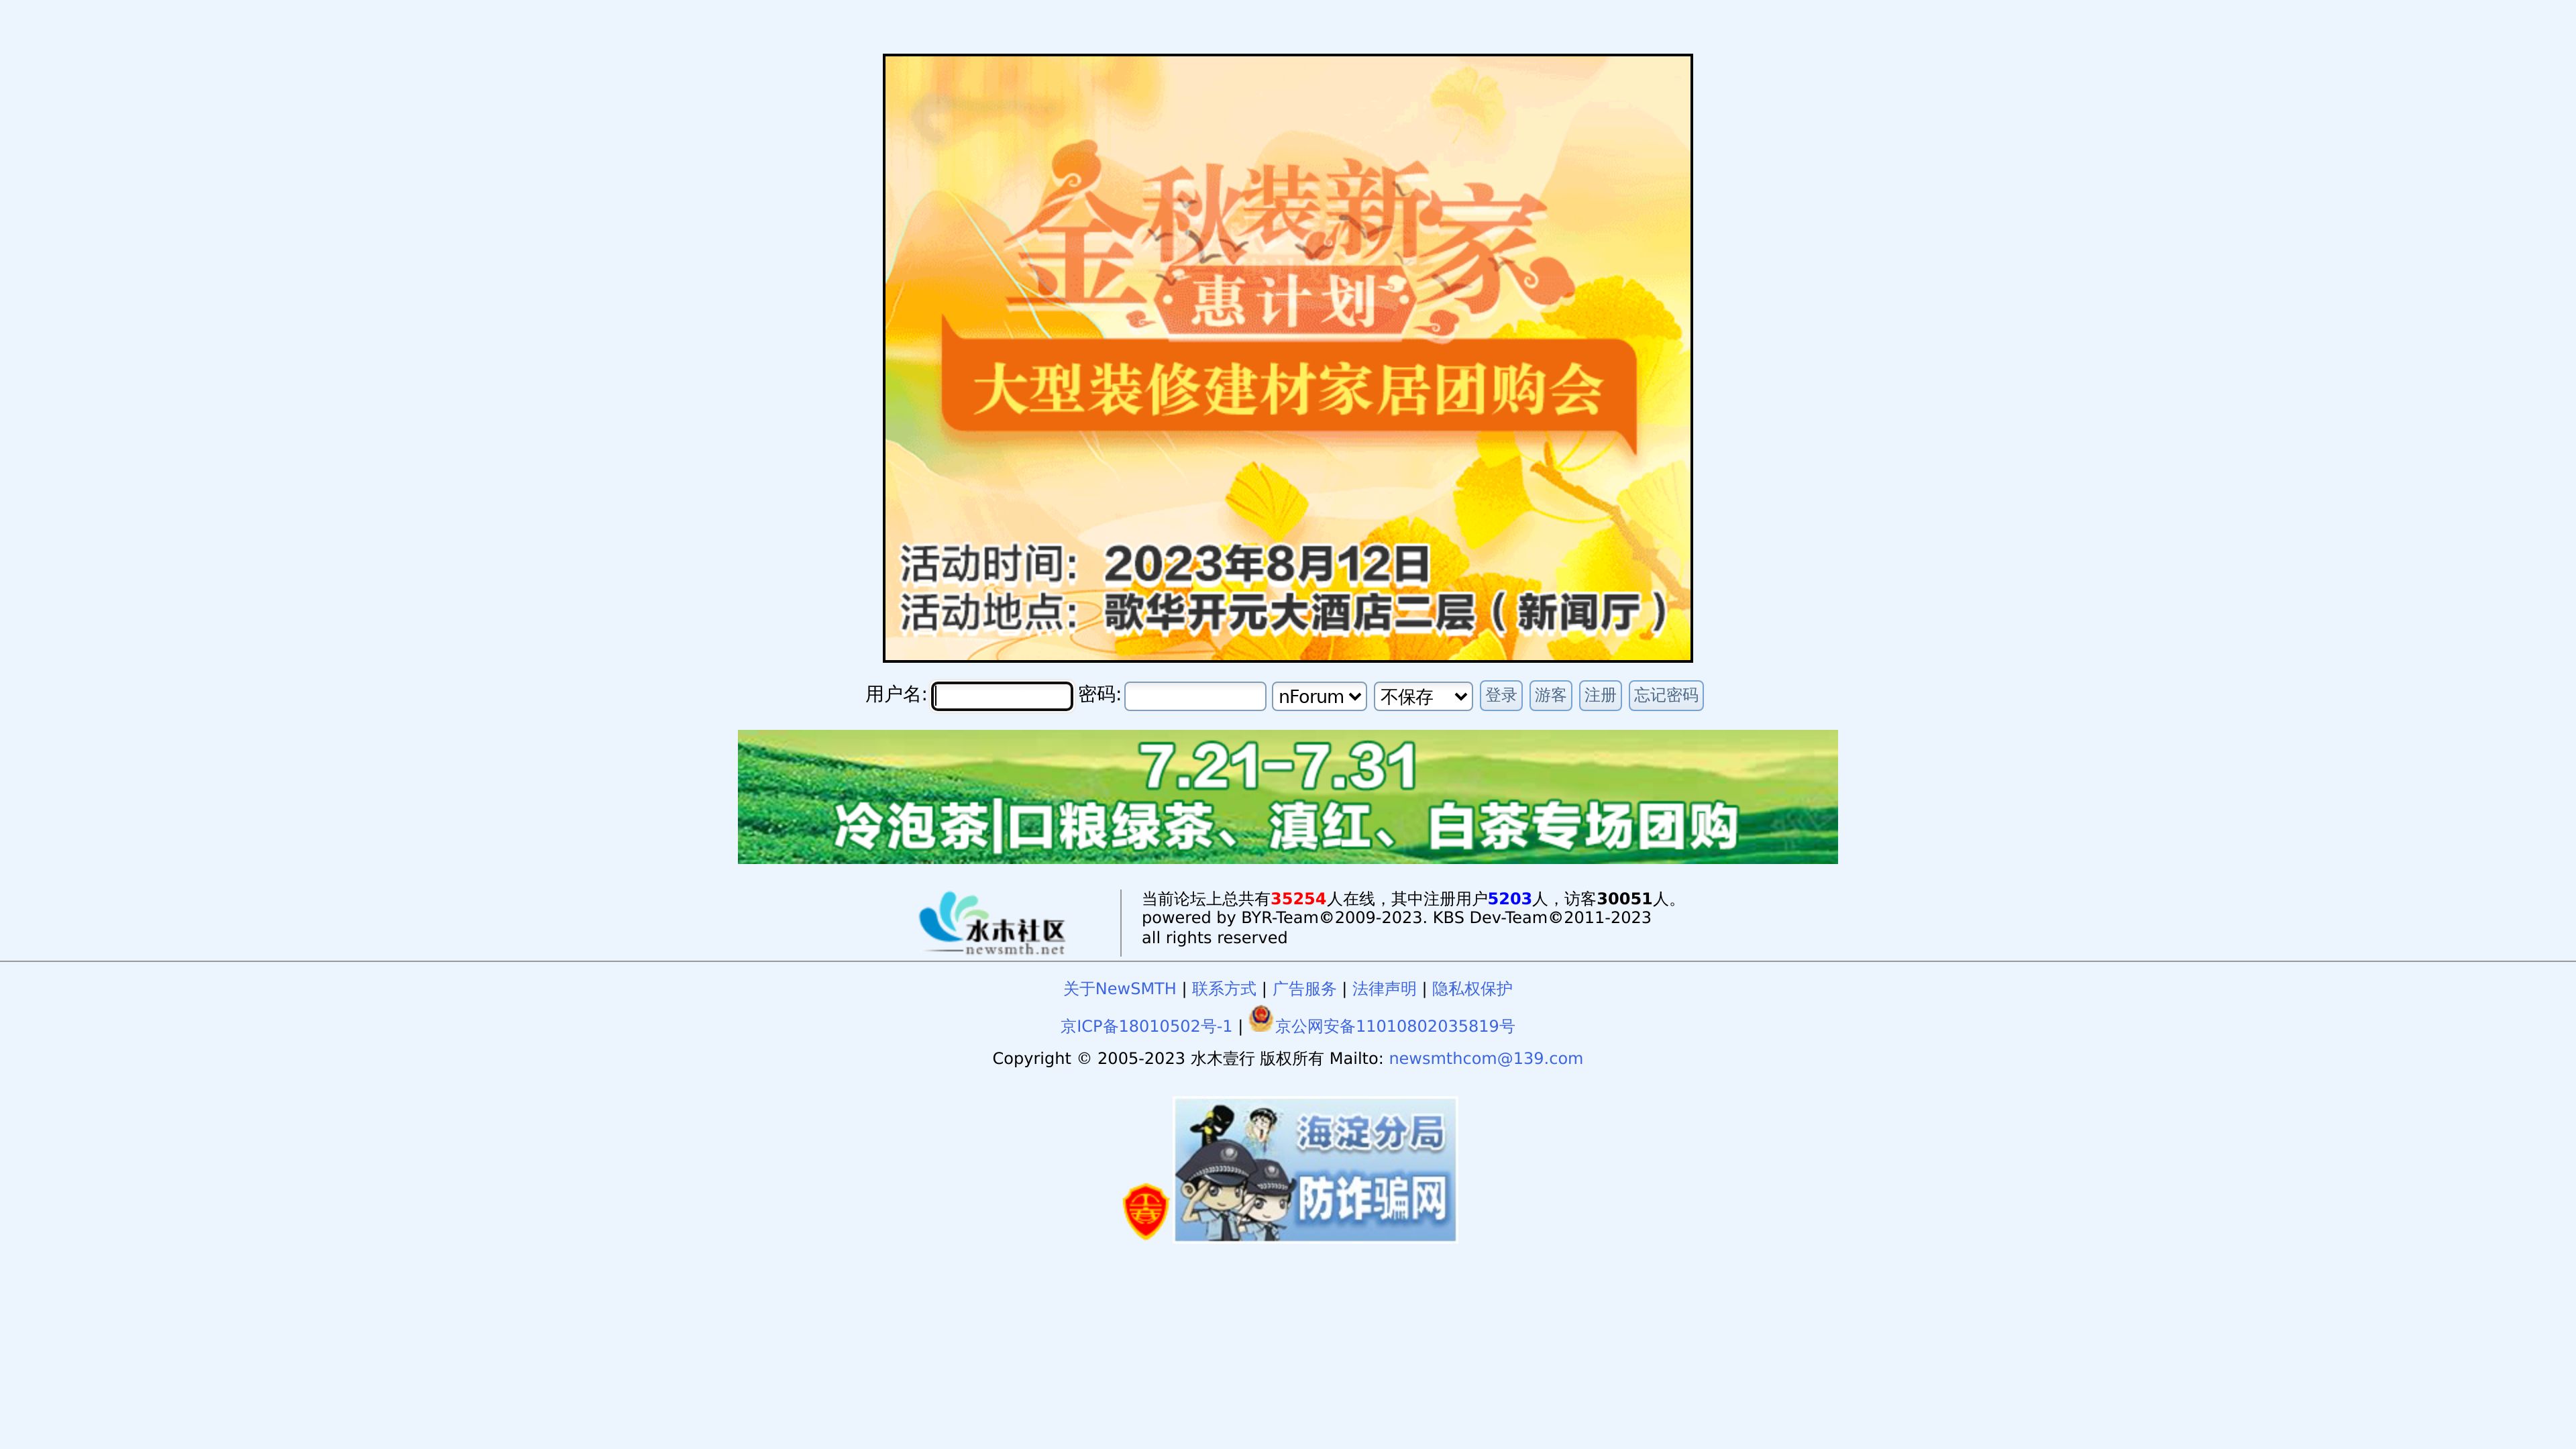 金秋装新家
惠计划
大型装修建材家居团购会
活动时间：2023年8月12日
活动地点：歌华开元大酒店二层（新闻厅）
用户名: 密码: nForum 不保存 登录 游客 注册 忘记密码
7.21-7.31
冷泡茶|口粮绿茶、滇红、白茶专场团购
水木社区
newsmth.net
当前论坛上总共有35254人在线，其中注册用户5203人，访客30051人。
powered by BYR-Team©2009-2023. KBS Dev-Team©2011-2023
all rights reserved
关于NewSMTH | 联系方式 | 广告服务 | 法律声明 | 隐私权保护
京ICP备18010502号-1 | 京公网安备11010802035819号
Copyright © 2005-2023 水木壹行 版权所有 Mailto: newsmthcom@139.com
海淀分局
防诈骗网